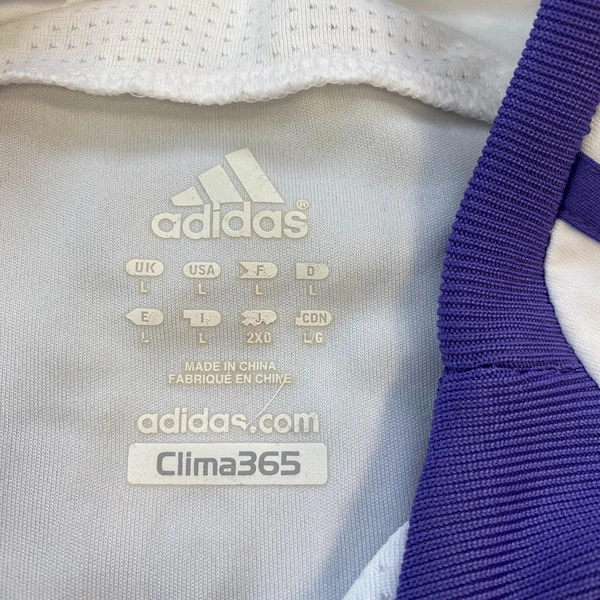 adidas®
UK USA F D
L L L L
E I J CDN
L L 2XO L/G
MADE IN CHINA
FABRIQUÉ EN CHINE
adidas.com
Clima365